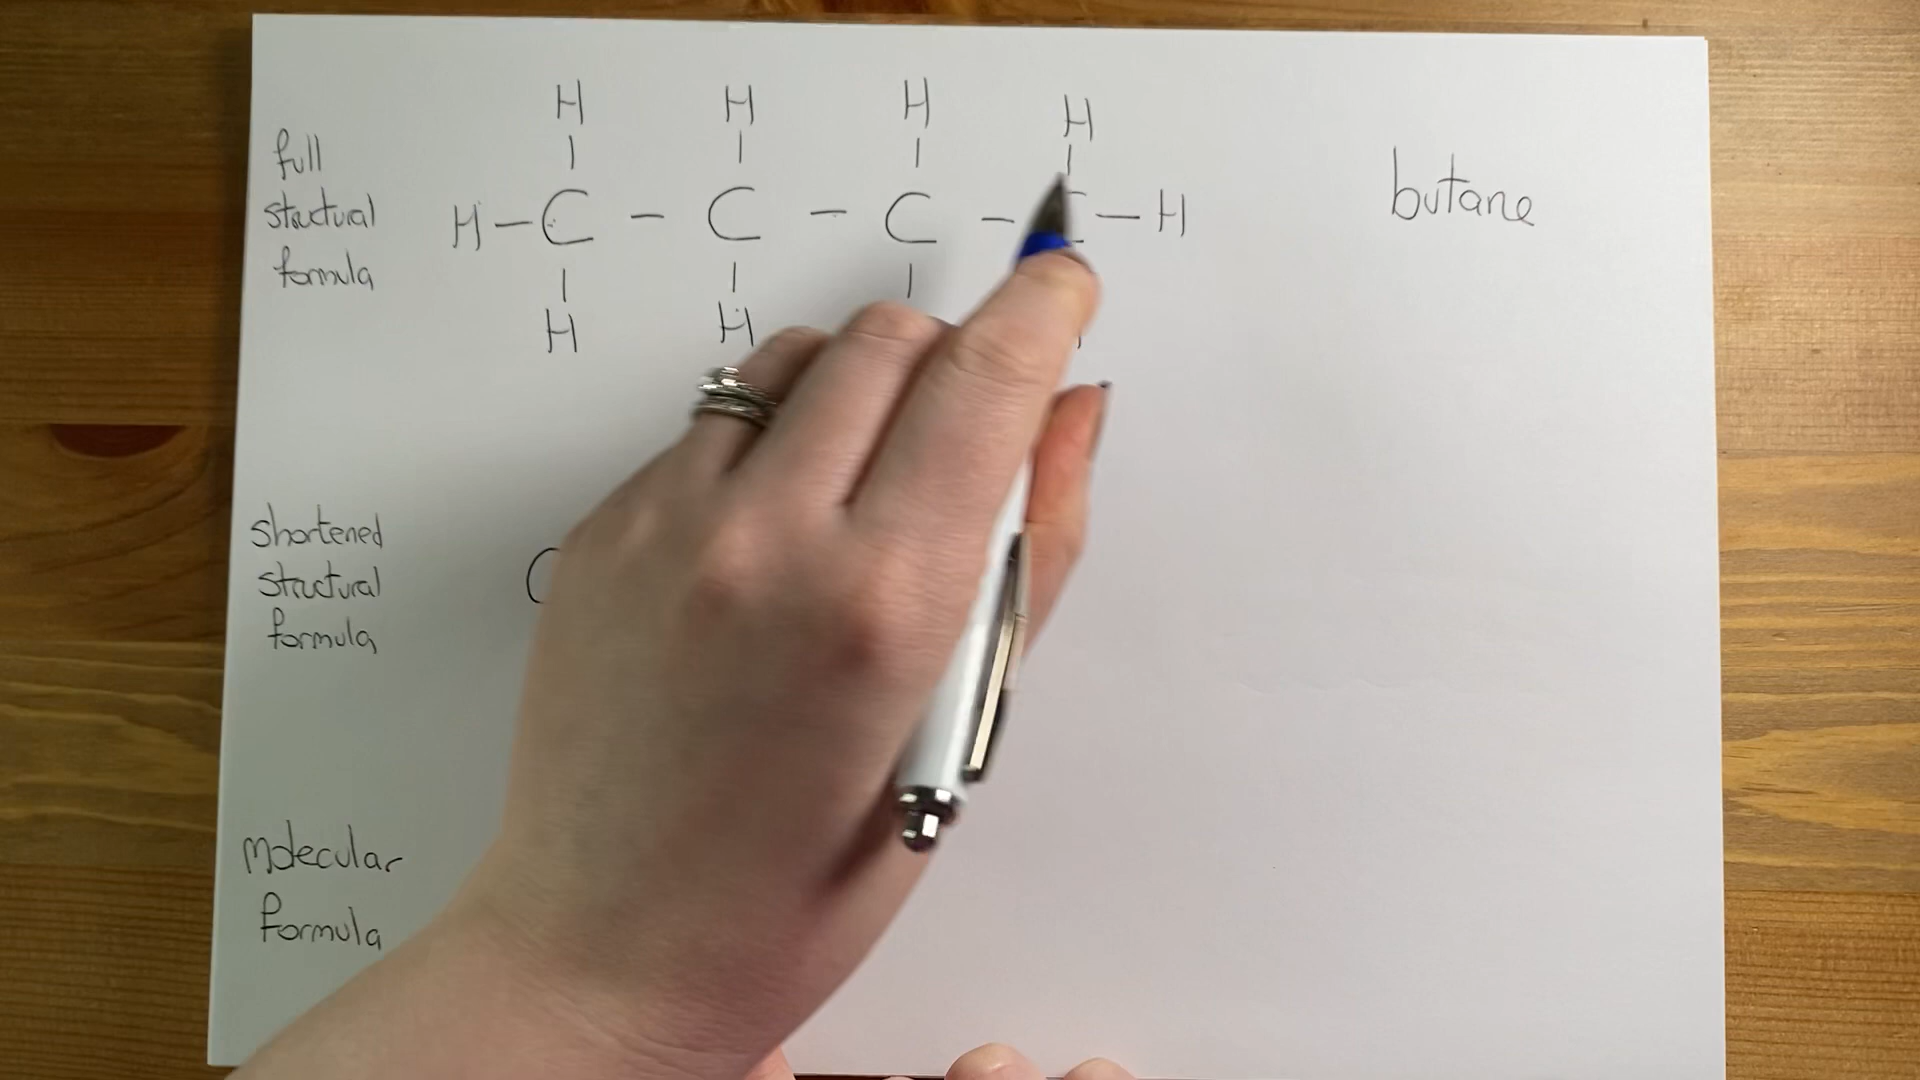 H H H H
full
structural
formula
H-C - C - C - C-H
butane
H H
shortened
structural
formula
C
molecular
formula